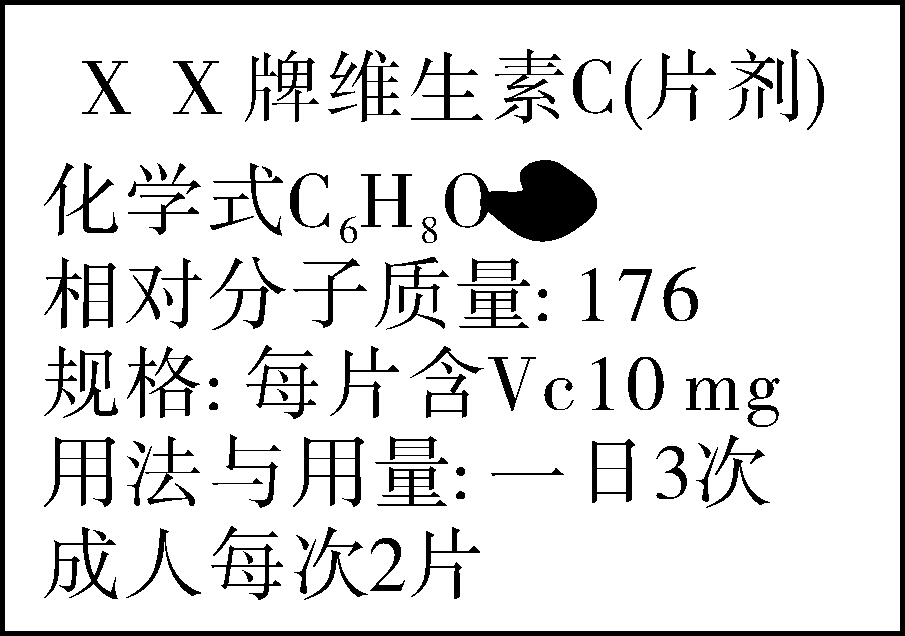 X X牌维生素C(片剂)
化学式C₆H₈O
相对分子质量: 176
规格: 每片含Vc10 mg
用法与用量: 一日3次
成人每次2片